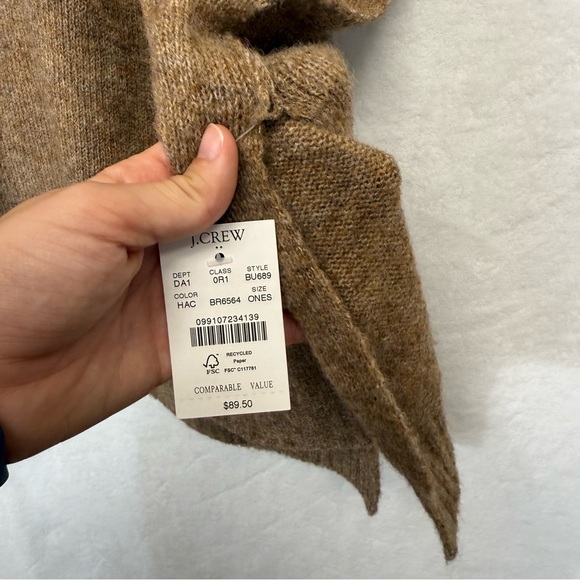 J.CREW
DEPT CLASS STYLE
DA1 0R1 BU689
COLOR SIZE
HAC BR6564 ONES
099107234139
RECYCLED
Paper
FSC FSC® C117781
COMPARABLE VALUE
$89.50